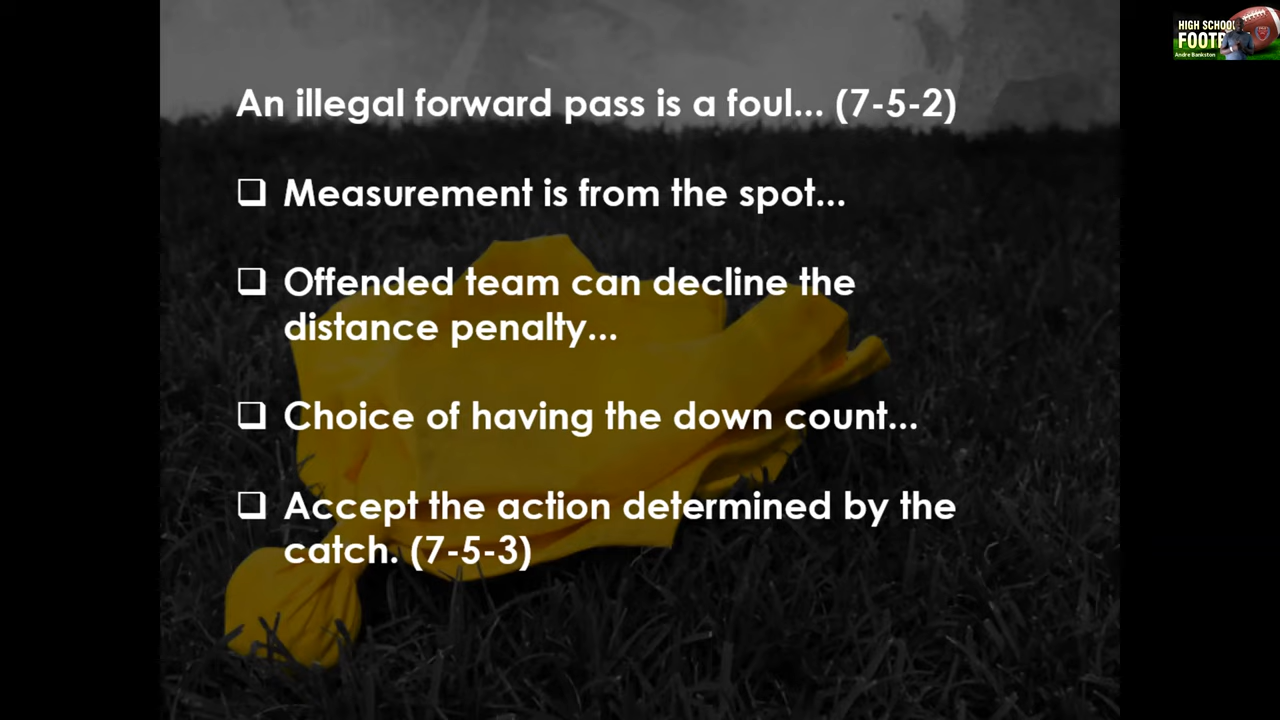 HIGH SCHOOL
FOOT
Andre Bankston
An illegal forward pass is a foul... (7-5-2)
❑ Measurement is from the spot...
❑ Offended team can decline the
distance penalty...
❑ Choice of having the down count...
❑ Accept the action determined by the
catch. (7-5-3)